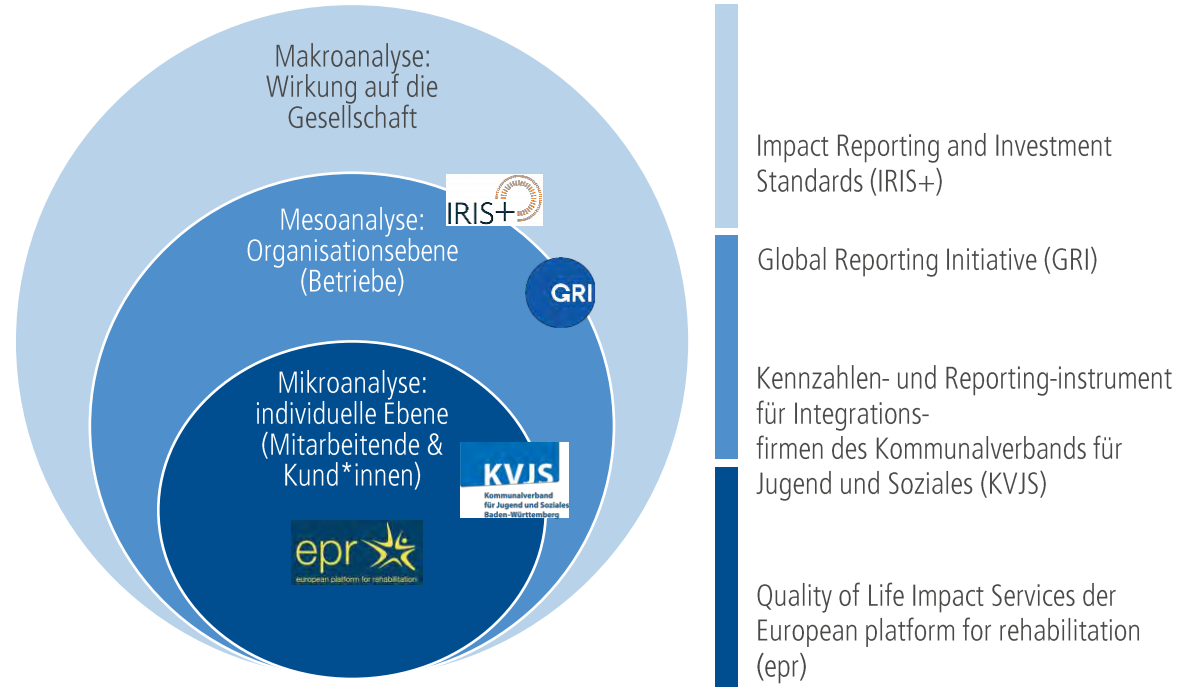 Makroanalyse:
Wirkung auf die
Gesellschaft
IRIS+
Mesoanalyse:
Organisationsebene
(Betriebe)
GRI
Mikroanalyse:
individuelle Ebene
(Mitarbeitende &
Kund*innen)
KVJS
Kommunalverband
für Jugend und Soziales
Baden-Württemberg
epr
european platform for rehabilitation
Impact Reporting and Investment
Standards (IRIS+)
Global Reporting Initiative (GRI)
Kennzahlen- und Reporting-instrument
für Integrations-
firmen des Kommunalverbands für
Jugend und Soziales (KVJS)
Quality of Life Impact Services der
European platform for rehabilitation
(epr)